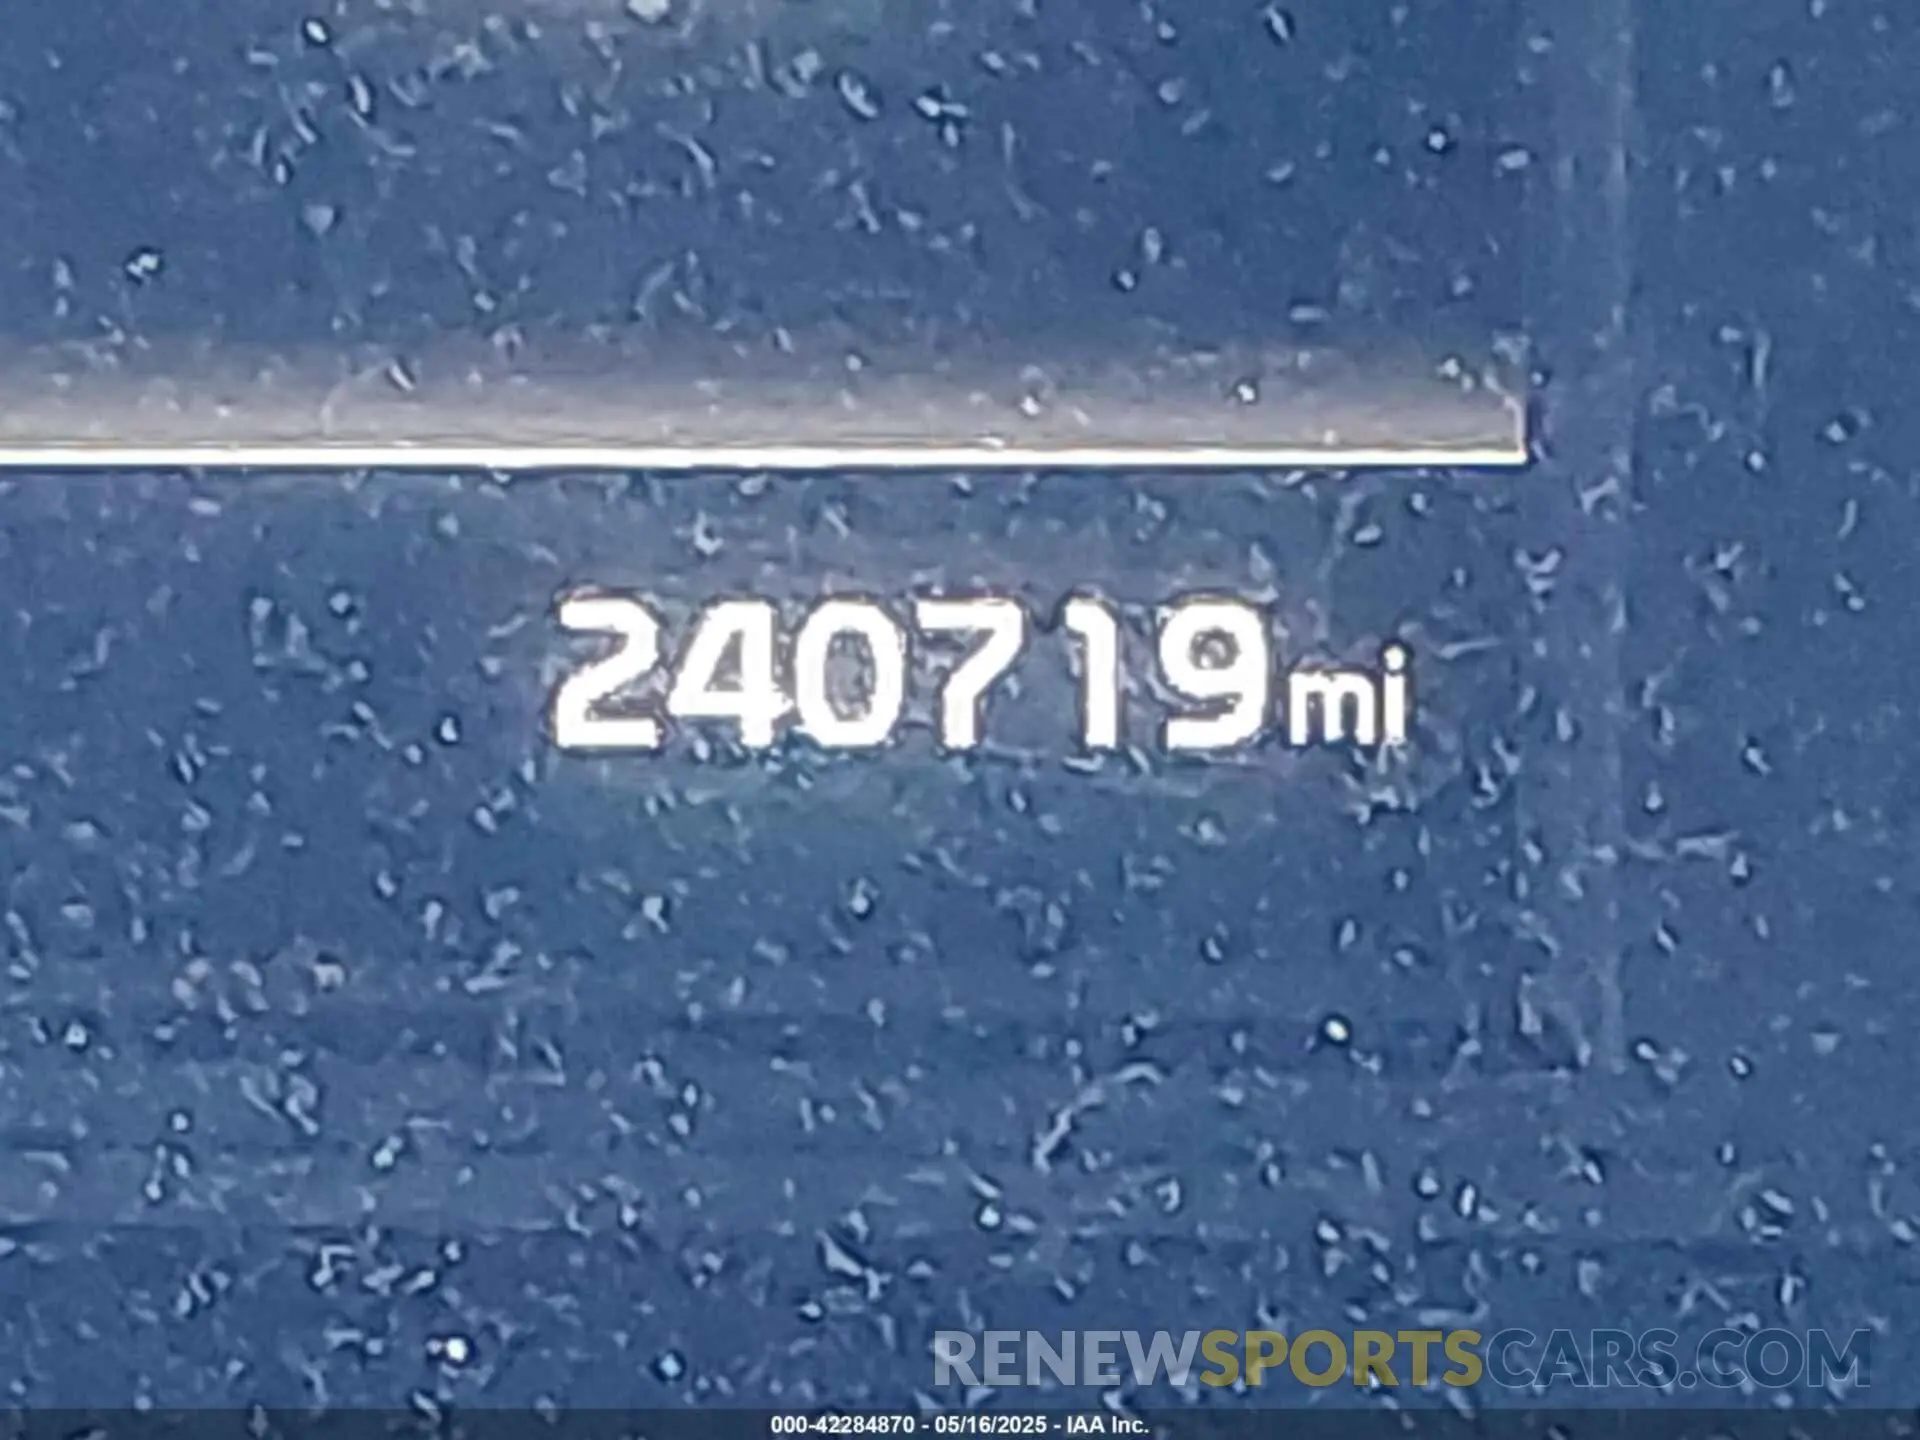 240719mi
RENEWSPORTSCARS.COM
000-42284870 - 05/16/2025 - IAA Inc.